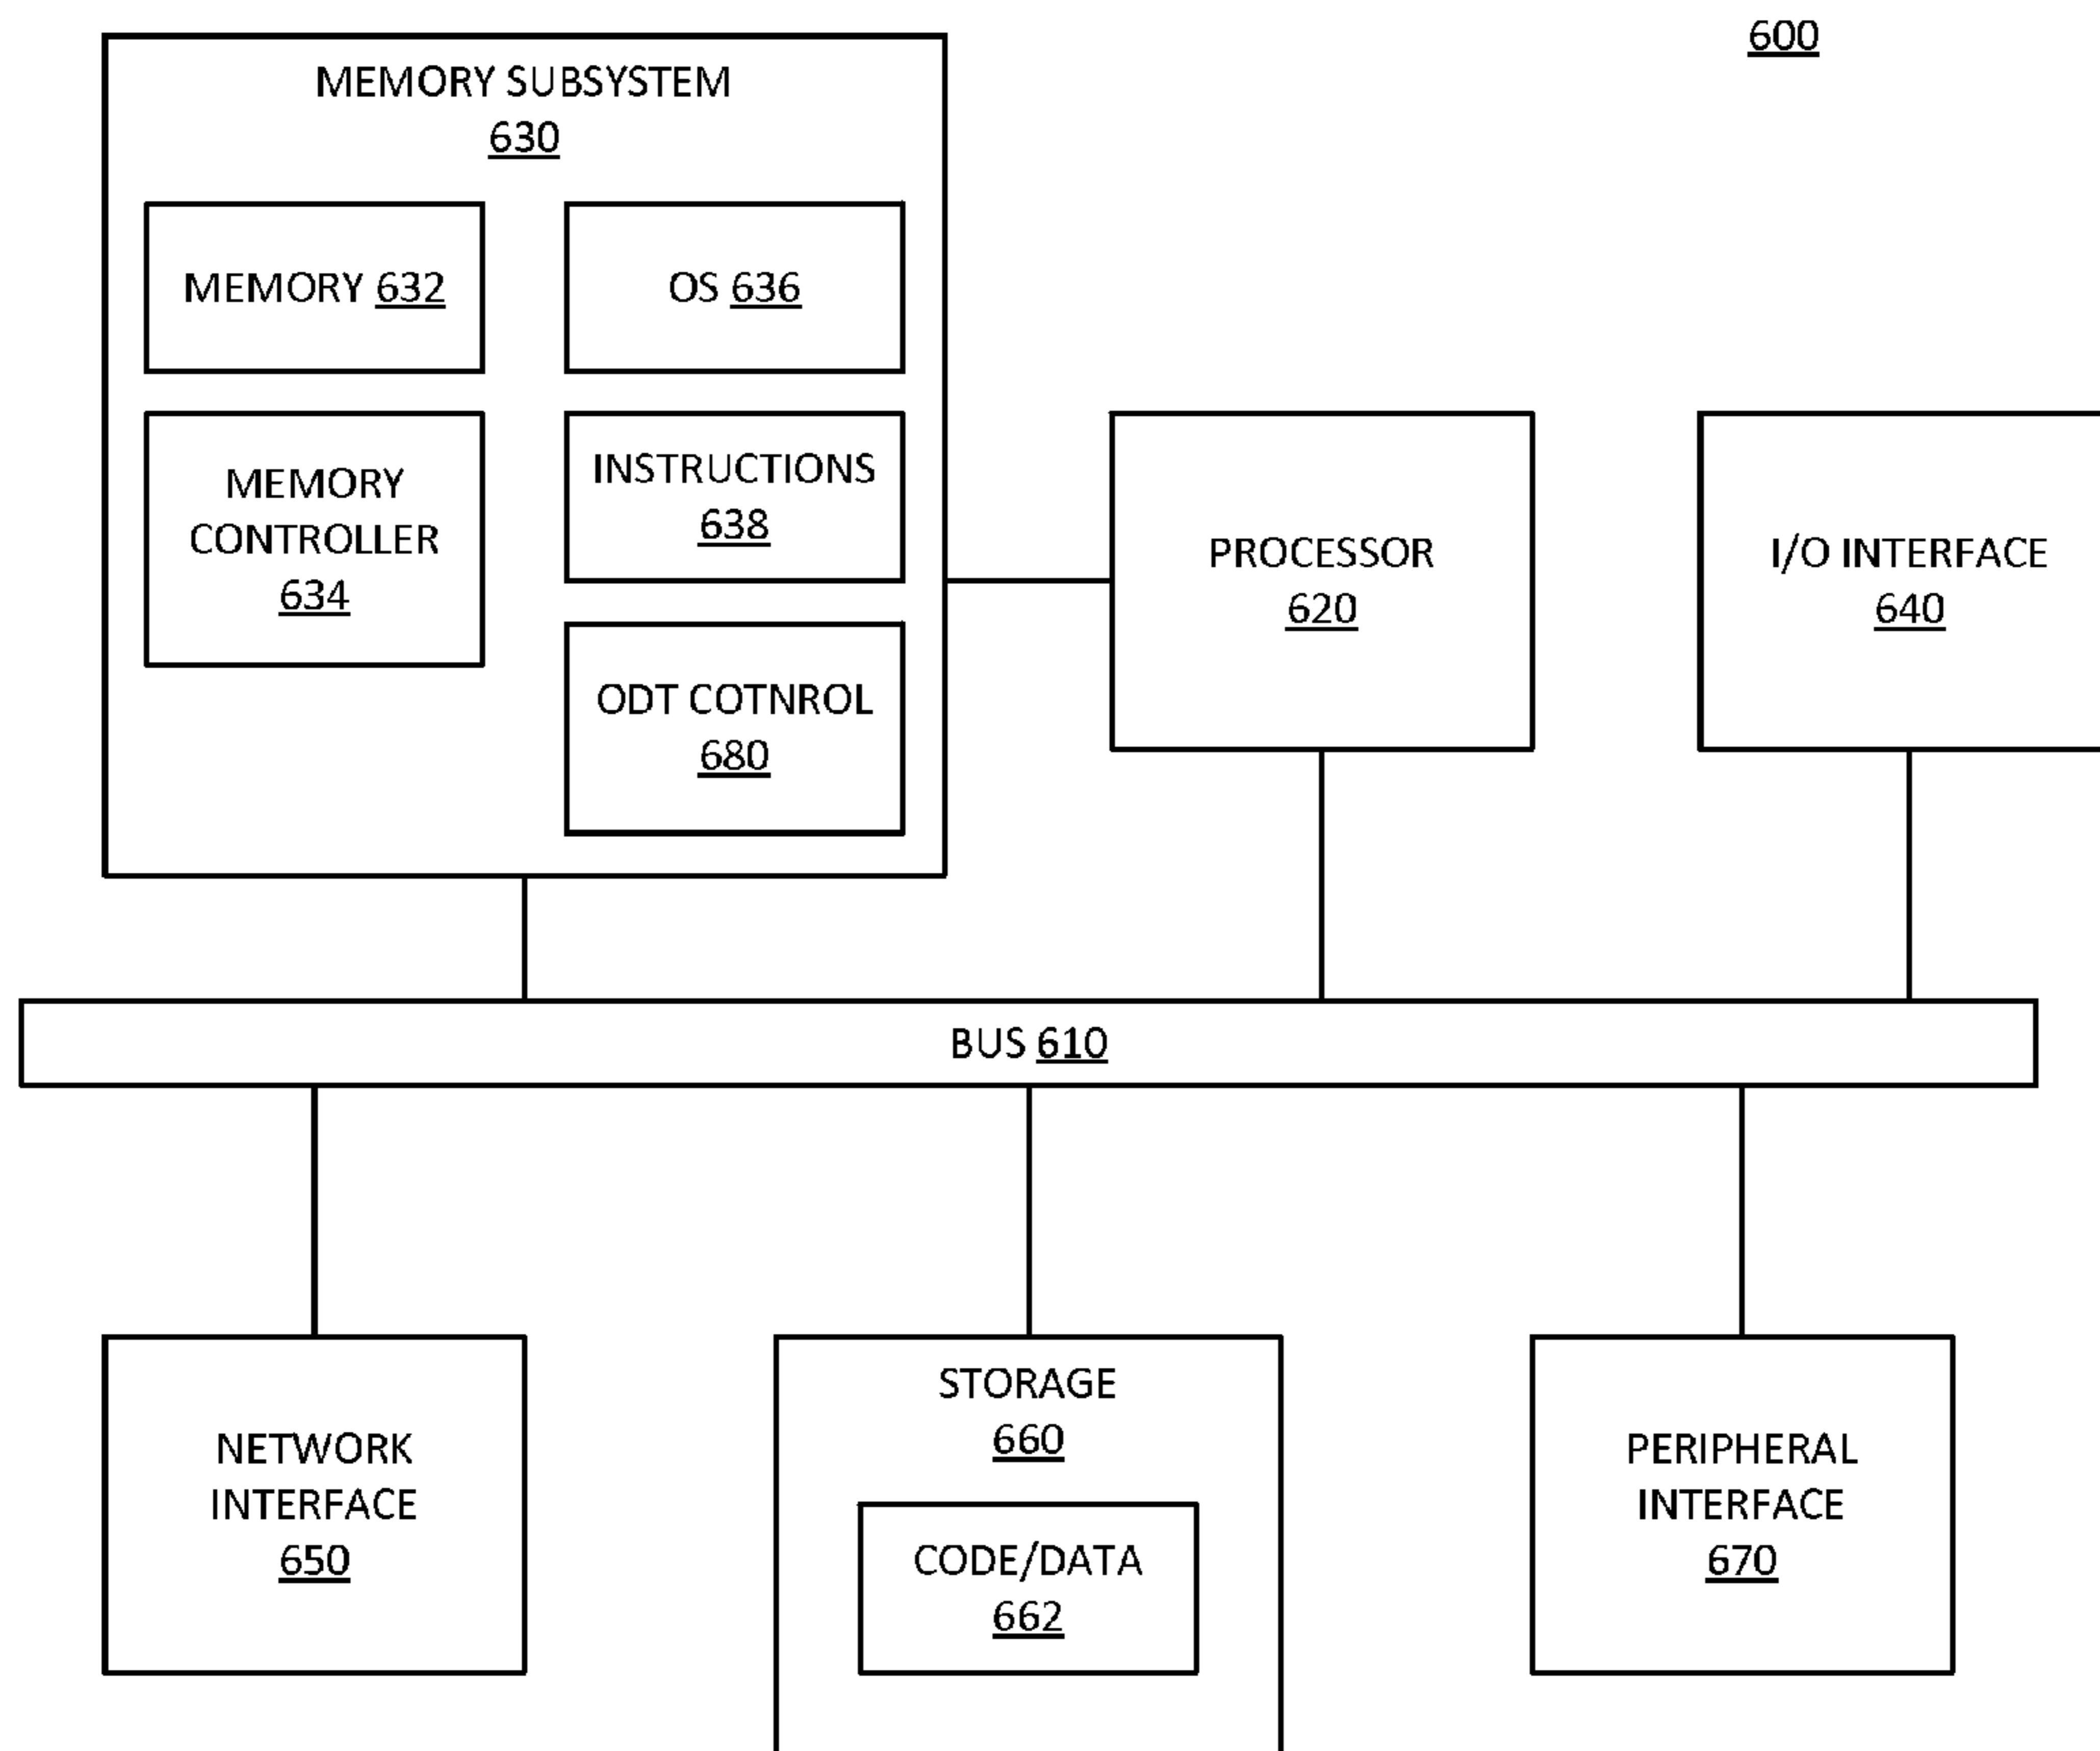 600
MEMORY SUBSYSTEM
630
MEMORY 632
OS 636
MEMORY
CONTROLLER
634
INSTRUCTIONS
638
ODT COTNROL
680
PROCESSOR
620
I/O INTERFACE
640
BUS 610
NETWORK
INTERFACE
650
STORAGE
660
CODE/DATA
662
PERIPHERAL
INTERFACE
670